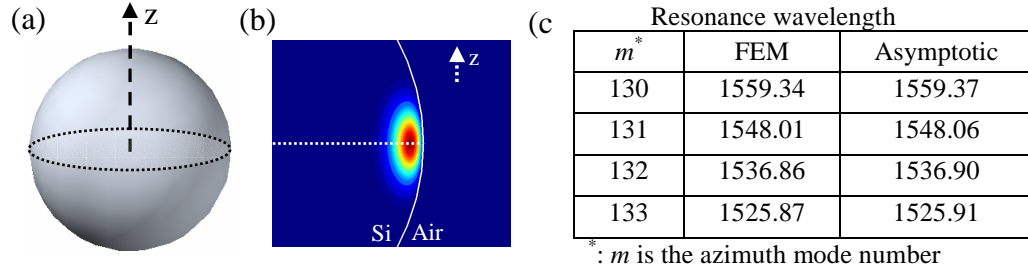 (a)
z
(b)
z
Si Air
(c
Resonance wavelength
m* FEM Asymptotic
130 1559.34 1559.37
131 1548.01 1548.06
132 1536.86 1536.90
133 1525.87 1525.91
*: m is the azimuth mode number